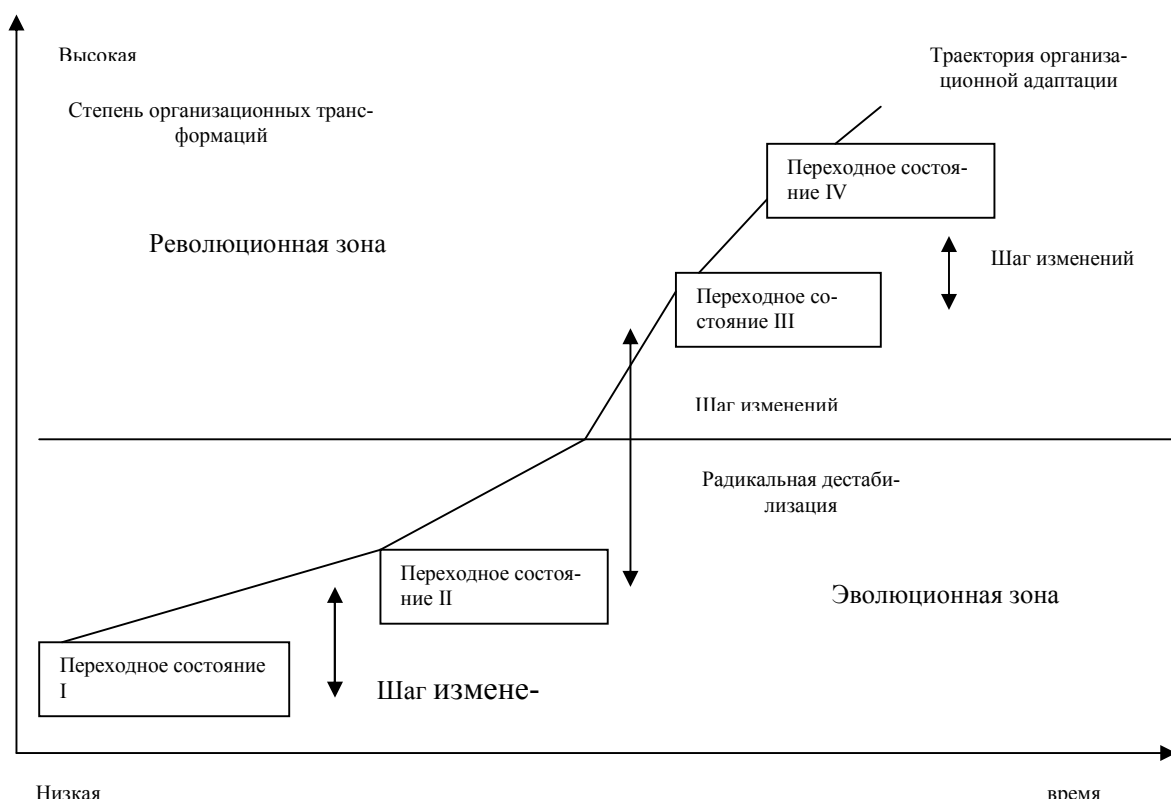 Высокая
Траектория организа-
ционной адаптации
Степень организационных транс-
формаций
Переходное состоя-
ние IV
Революционная зона
Шаг изменений
Переходное со-
стояние III
Шаг изменений
Радикальная дестаби-
лизация
Переходное состоя-
ние II
Эволюционная зона
Переходное состояние
I
Шаг измене-
Низкая
время